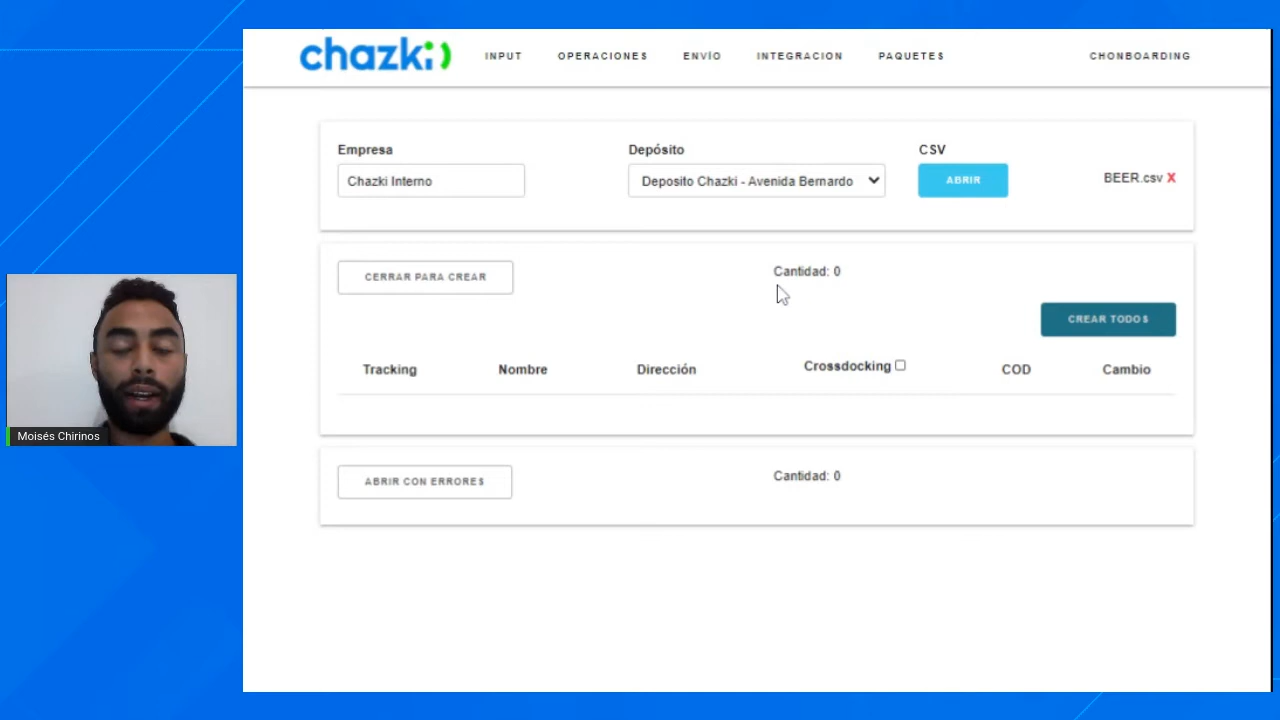 chazki
INPUT OPERACIONES ENVÍO INTEGRACION PAQUETES CHONBOARDING
Empresa Depósito CSV
Chazki Interno Deposito Chazki - Avenida Bernardo ABRIR BEER.csv X
CERRAR PARA CREAR Cantidad: 0
CREAR TODOS
Tracking Nombre Dirección Crossdocking COD Cambio
ABRIR CON ERRORES Cantidad: 0
Moisés Chirinos